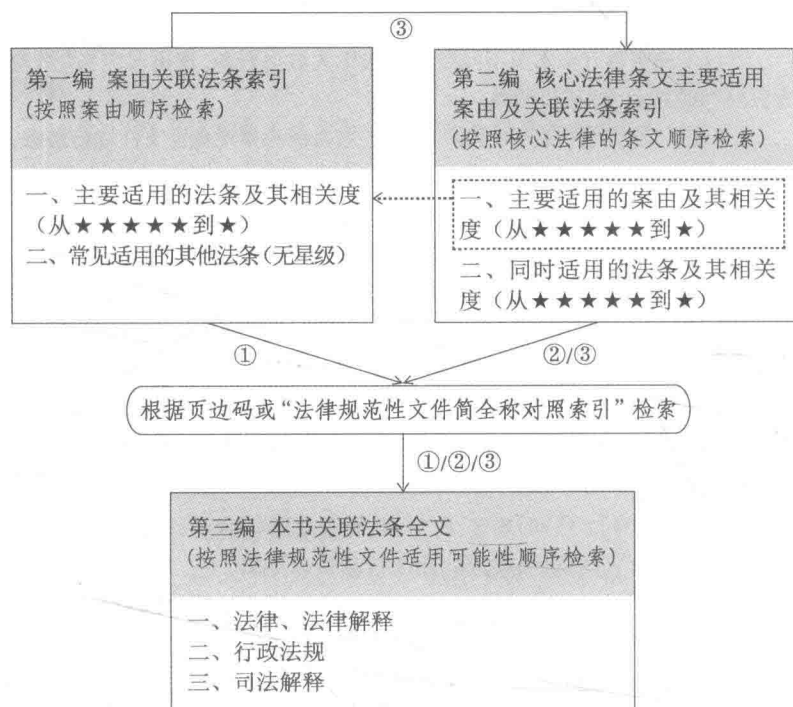 ③
第一编 案由关联法条索引
(按照案由顺序检索)
一、主要适用的法条及其相关度
（从★★★★★到★）
二、常见适用的其他法条(无星级)
第二编 核心法律条文主要适用
案由及关联法条索引
(按照核心法律的条文顺序检索)
一、主要适用的案由及其相关
度（从★★★★★到★）
二、同时适用的法条及其相关
度（从★★★★★到★）
①
②/③
根据页边码或“法律规范性文件简全称对照索引”检索
①/②/③
第三编 本书关联法条全文
(按照法律规范性文件适用可能性顺序检索)
一、法律、法律解释
二、行政法规
三、司法解释